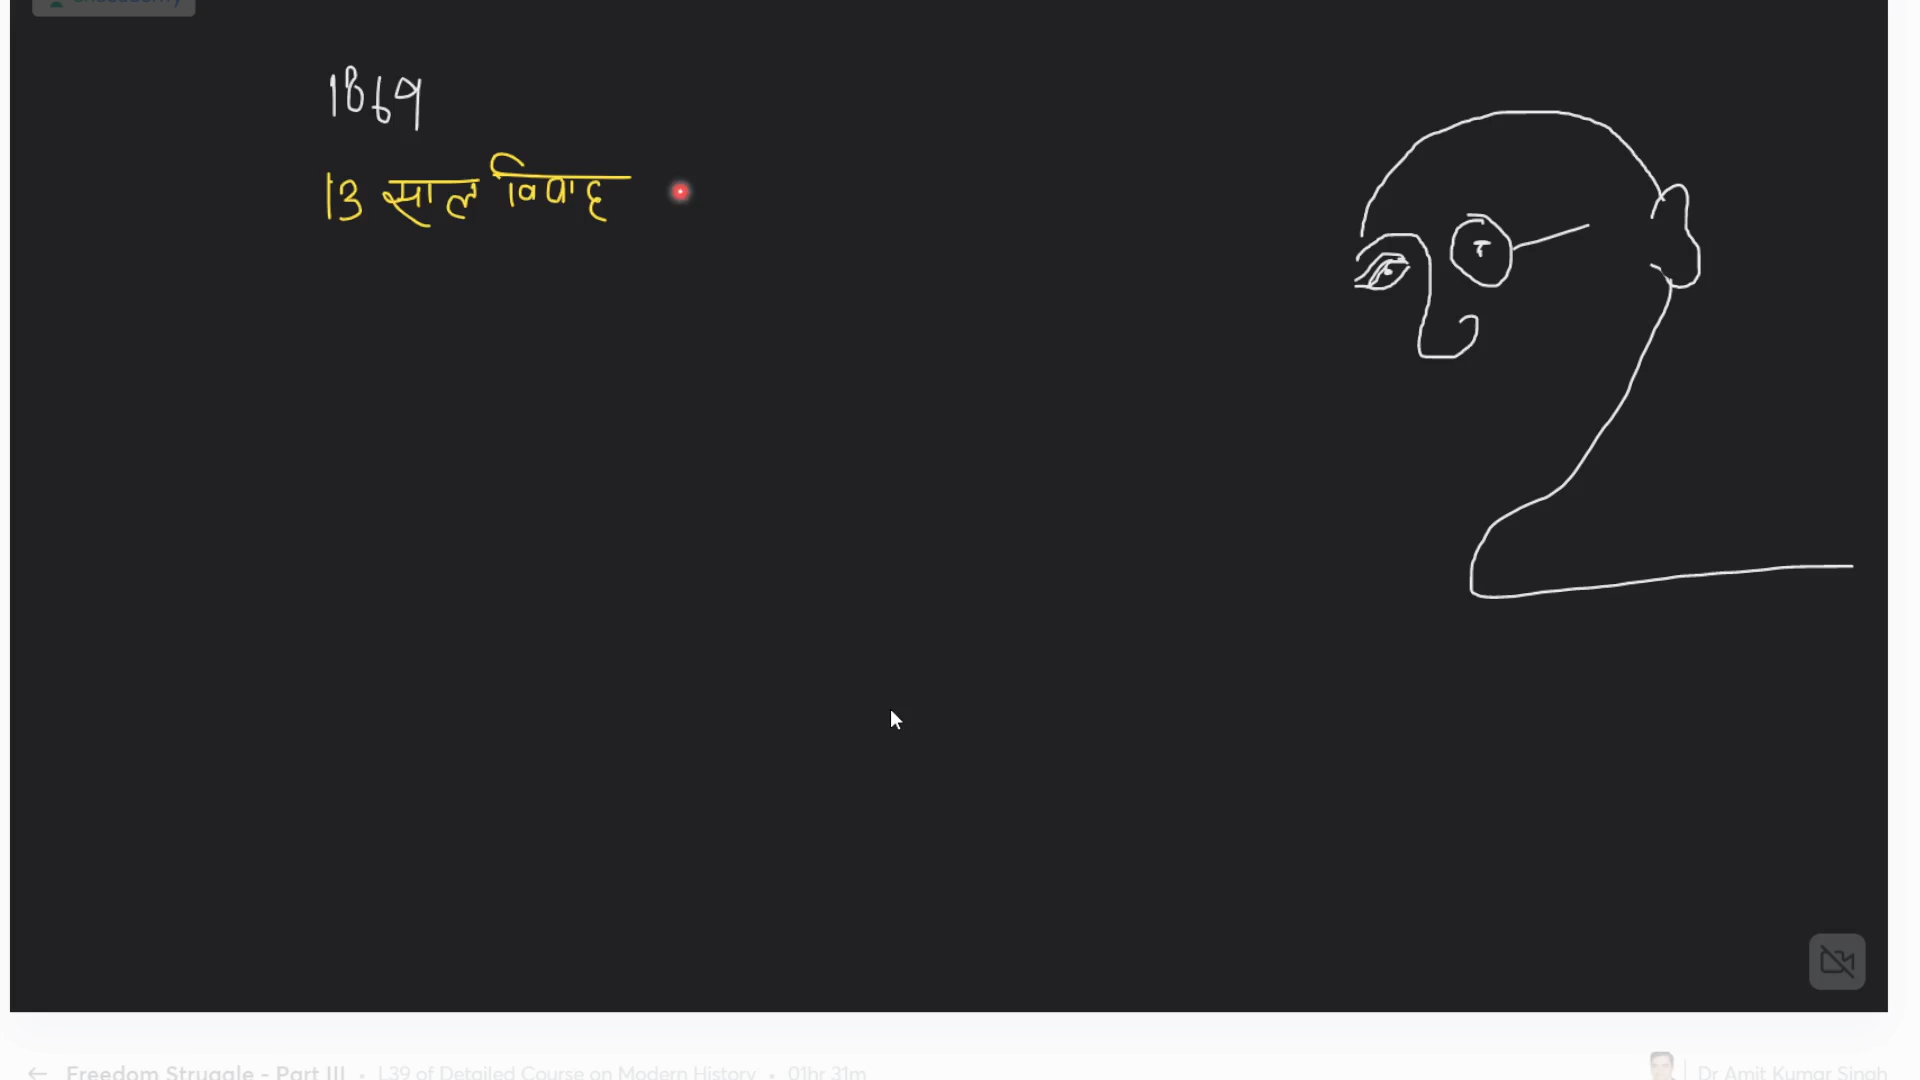 1869
13 साल विवाह
Freedom Struggle - Part III • L39 of Detailed Course on Modern History • 01hr 31m
Dr Amit Kumar Singh